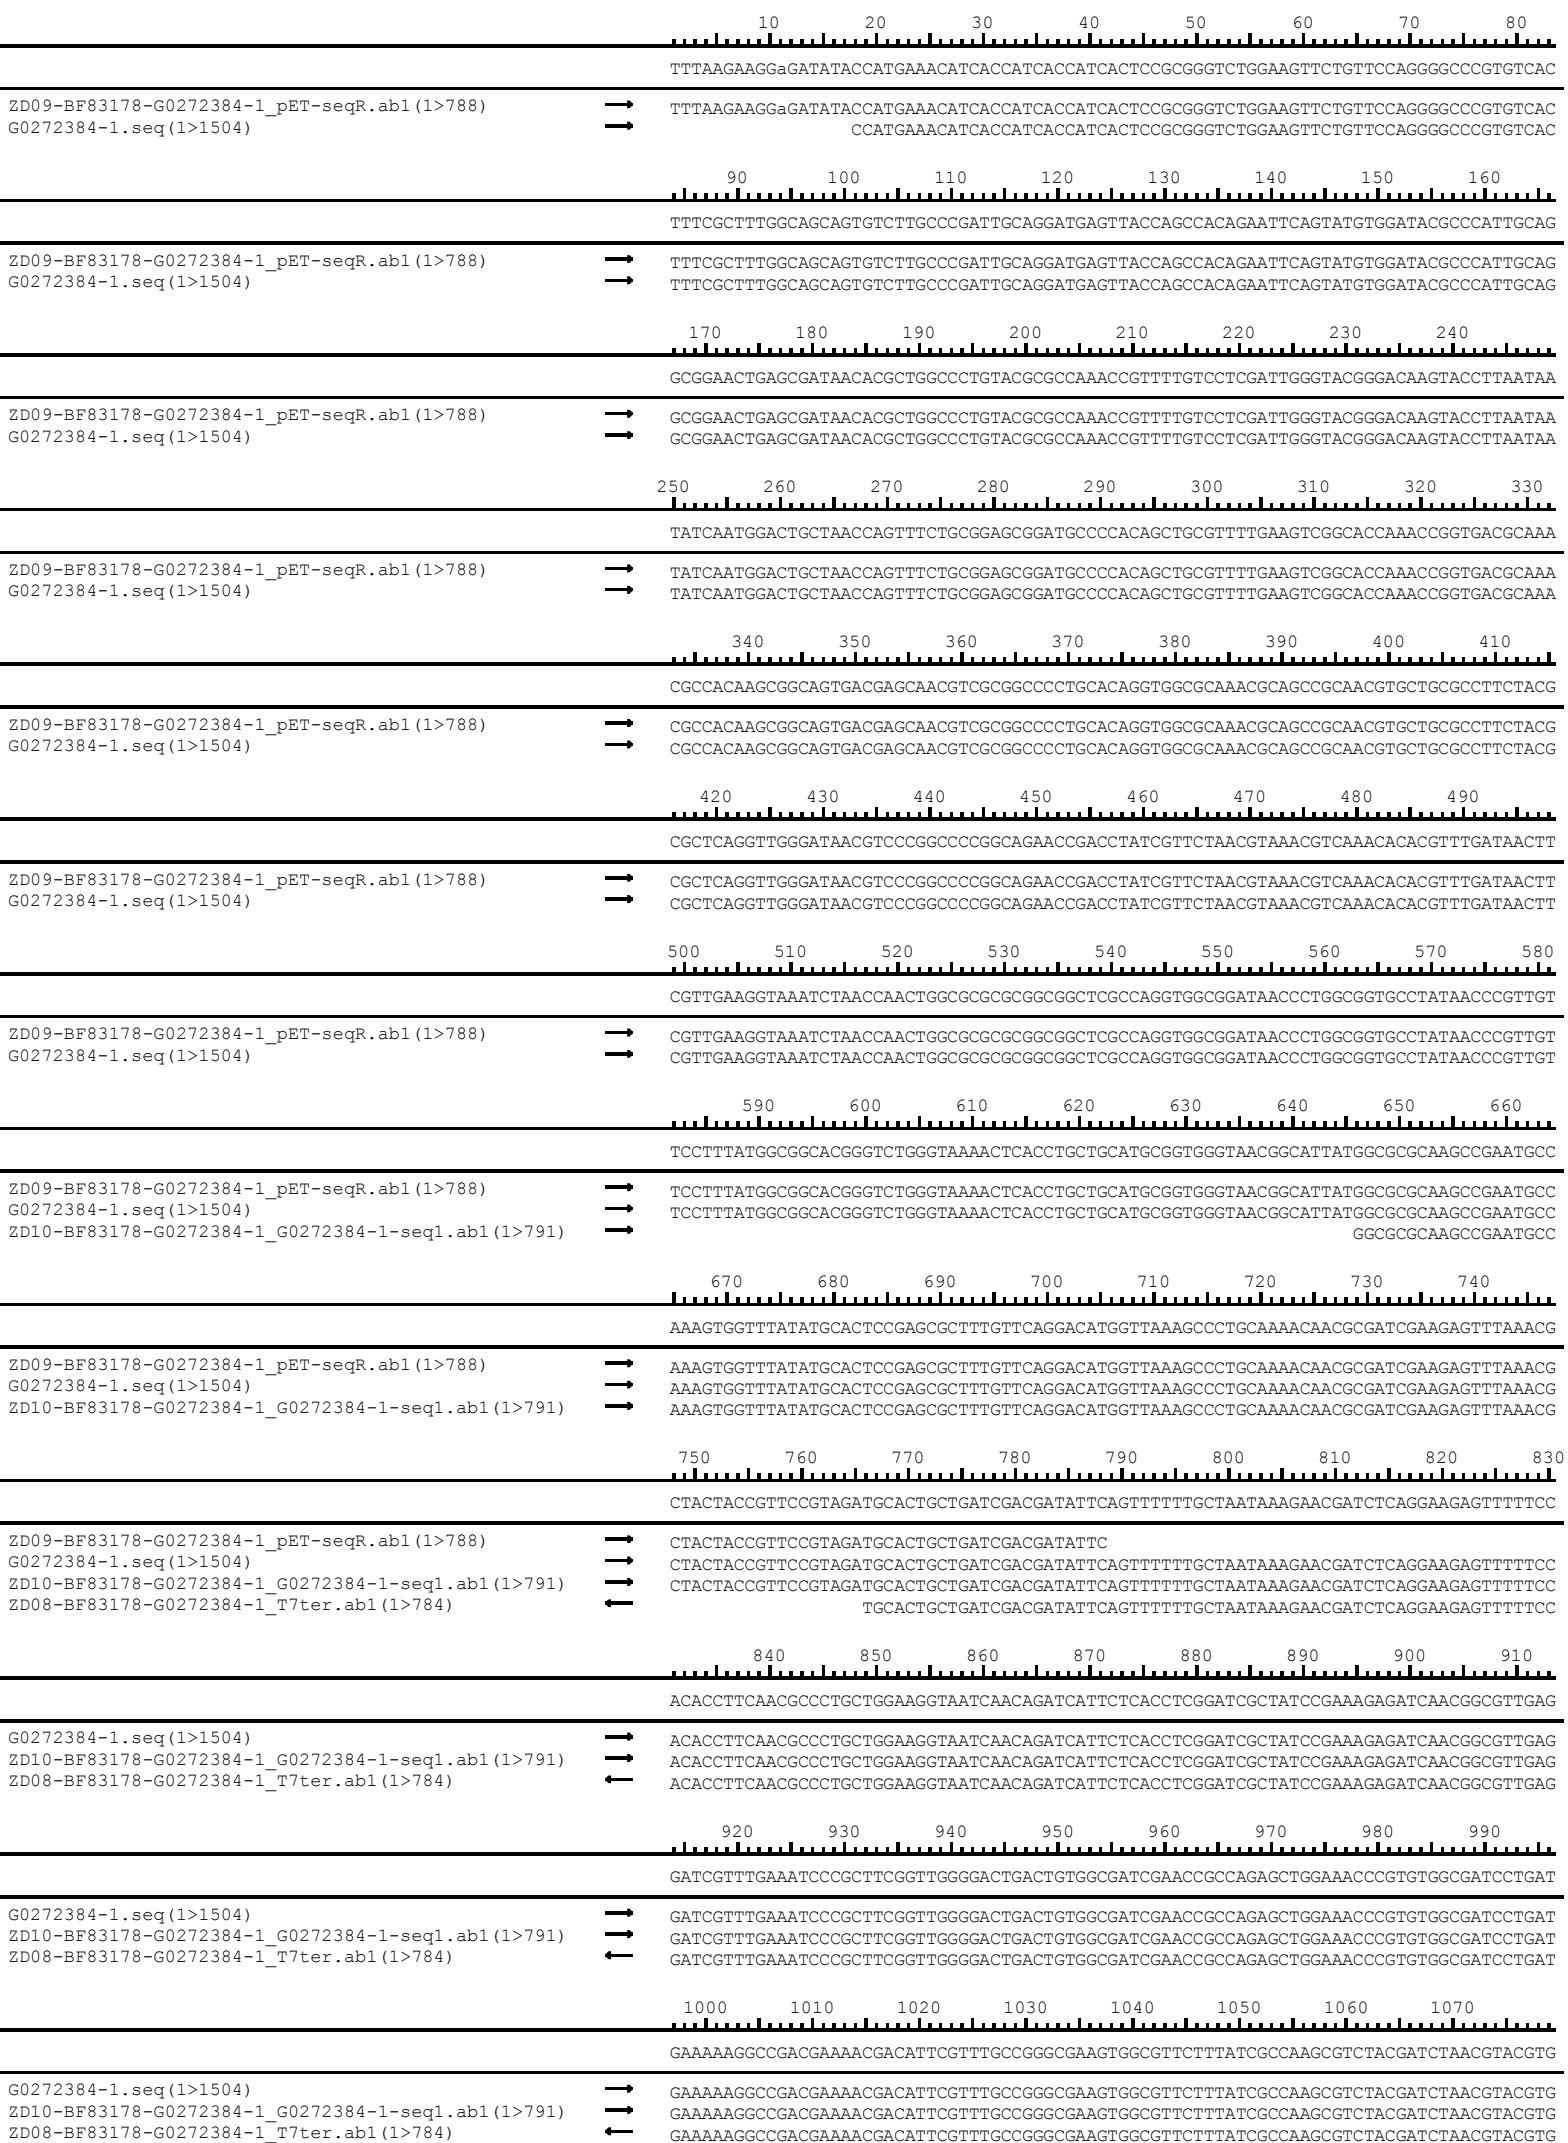 10 20 30 40 50 60 70 80
TTTAAGAAGGaGATATACCATGAAACATCACCATCACCATCACTCCGCGGGTCTGGAAGTTCTGTTCCAGGGGCCCGTGTCAC
ZD09-BF83178-G0272384-1_pET-seqR.ab1(1>788) → TTTAAGAAGGaGATATACCATGAAACATCACCATCACCATCACTCCGCGGGTCTGGAAGTTCTGTTCCAGGGGCCCGTGTCAC
G0272384-1.seq(1>1504) → CCATGAAACATCACCATCACCATCACTCCGCGGGTCTGGAAGTTCTGTTCCAGGGGCCCGTGTCAC
90 100 110 120 130 140 150 160
TTTCGCTTTGGCAGCAGTGTCTTGCCCGATTGCAGGATGAGTTACCAGCCACAGAATTCAGTATGTGGATACGCCCATTGCAG
ZD09-BF83178-G0272384-1_pET-seqR.ab1(1>788) → TTTCGCTTTGGCAGCAGTGTCTTGCCCGATTGCAGGATGAGTTACCAGCCACAGAATTCAGTATGTGGATACGCCCATTGCAG
G0272384-1.seq(1>1504) → TTTCGCTTTGGCAGCAGTGTCTTGCCCGATTGCAGGATGAGTTACCAGCCACAGAATTCAGTATGTGGATACGCCCATTGCAG
170 180 190 200 210 220 230 240
GCGGAACTGAGCGATAACACGCTGGCCCTGTACGCGCCAAACCGTTTTGTCCTCGATTGGGTACGGGACAAGTACCTTAATAA
ZD09-BF83178-G0272384-1_pET-seqR.ab1(1>788) → GCGGAACTGAGCGATAACACGCTGGCCCTGTACGCGCCAAACCGTTTTGTCCTCGATTGGGTACGGGACAAGTACCTTAATAA
G0272384-1.seq(1>1504) → GCGGAACTGAGCGATAACACGCTGGCCCTGTACGCGCCAAACCGTTTTGTCCTCGATTGGGTACGGGACAAGTACCTTAATAA
250 260 270 280 290 300 310 320 330
TATCAATGGACTGCTAACCAGTTTCTGCGGAGCGGATGCCCCACAGCTGCGTTTTGAAGTCGGCACCAAACCGGTGACGCAAA
ZD09-BF83178-G0272384-1_pET-seqR.ab1(1>788) → TATCAATGGACTGCTAACCAGTTTCTGCGGAGCGGATGCCCCACAGCTGCGTTTTGAAGTCGGCACCAAACCGGTGACGCAAA
G0272384-1.seq(1>1504) → TATCAATGGACTGCTAACCAGTTTCTGCGGAGCGGATGCCCCACAGCTGCGTTTTGAAGTCGGCACCAAACCGGTGACGCAAA
340 350 360 370 380 390 400 410
CGCCACAAGCGGCAGTGACGAGCAACGTCGCGGCCCCTGCACAGGTGGCGCAAACGCAGCCGCAACGTGCTGCGCCTTCTACG
ZD09-BF83178-G0272384-1_pET-seqR.ab1(1>788) → CGCCACAAGCGGCAGTGACGAGCAACGTCGCGGCCCCTGCACAGGTGGCGCAAACGCAGCCGCAACGTGCTGCGCCTTCTACG
G0272384-1.seq(1>1504) → CGCCACAAGCGGCAGTGACGAGCAACGTCGCGGCCCCTGCACAGGTGGCGCAAACGCAGCCGCAACGTGCTGCGCCTTCTACG
420 430 440 450 460 470 480 490
CGCTCAGGTTGGGATAACGTCCCGGCCCCGGCAGAACCGACCTATCGTTCTAACGTAAACGTCAAACACACGTTTGATAACTT
ZD09-BF83178-G0272384-1_pET-seqR.ab1(1>788) → CGCTCAGGTTGGGATAACGTCCCGGCCCCGGCAGAACCGACCTATCGTTCTAACGTAAACGTCAAACACACGTTTGATAACTT
G0272384-1.seq(1>1504) → CGCTCAGGTTGGGATAACGTCCCGGCCCCGGCAGAACCGACCTATCGTTCTAACGTAAACGTCAAACACACGTTTGATAACTT
500 510 520 530 540 550 560 570 580
CGTTGAAGGTAAATCTAACCAACTGGCGCGCGCGGCGGCTCGCCAGGTGGCGGATAACCCTGGCGGTGCCTATAACCCGTTGT
ZD09-BF83178-G0272384-1_pET-seqR.ab1(1>788) → CGTTGAAGGTAAATCTAACCAACTGGCGCGCGCGGCGGCTCGCCAGGTGGCGGATAACCCTGGCGGTGCCTATAACCCGTTGT
G0272384-1.seq(1>1504) → CGTTGAAGGTAAATCTAACCAACTGGCGCGCGCGGCGGCTCGCCAGGTGGCGGATAACCCTGGCGGTGCCTATAACCCGTTGT
590 600 610 620 630 640 650 660
TCCTTTATGGCGGCACGGGTCTGGGTAAAACTCACCTGCTGCATGCGGTGGGTAACGGCATTATGGCGCGCAAGCCGAATGCC
ZD09-BF83178-G0272384-1_pET-seqR.ab1(1>788) → TCCTTTATGGCGGCACGGGTCTGGGTAAAACTCACCTGCTGCATGCGGTGGGTAACGGCATTATGGCGCGCAAGCCGAATGCC
G0272384-1.seq(1>1504) → TCCTTTATGGCGGCACGGGTCTGGGTAAAACTCACCTGCTGCATGCGGTGGGTAACGGCATTATGGCGCGCAAGCCGAATGCC
ZD10-BF83178-G0272384-1_G0272384-1-seq1.ab1(1>791) → GGCGCGCAAGCCGAATGCC
670 680 690 700 710 720 730 740
AAAGTGGTTTATATGCACTCCGAGCGCTTTGTTCAGGACATGGTTAAAGCCCTGCAAAACAACGCGATCGAAGAGTTTAAACG
ZD09-BF83178-G0272384-1_pET-seqR.ab1(1>788) → AAAGTGGTTTATATGCACTCCGAGCGCTTTGTTCAGGACATGGTTAAAGCCCTGCAAAACAACGCGATCGAAGAGTTTAAACG
G0272384-1.seq(1>1504) → AAAGTGGTTTATATGCACTCCGAGCGCTTTGTTCAGGACATGGTTAAAGCCCTGCAAAACAACGCGATCGAAGAGTTTAAACG
ZD10-BF83178-G0272384-1_G0272384-1-seq1.ab1(1>791) → AAAGTGGTTTATATGCACTCCGAGCGCTTTGTTCAGGACATGGTTAAAGCCCTGCAAAACAACGCGATCGAAGAGTTTAAACG
750 760 770 780 790 800 810 820 830
CTACTACCGTTCCGTAGATGCACTGCTGATCGACGATATTCAGTTTTTTGCTAATAAAGAACGATCTCAGGAAGAGTTTTTCC
ZD09-BF83178-G0272384-1_pET-seqR.ab1(1>788) → CTACTACCGTTCCGTAGATGCACTGCTGATCGACGATATTC
G0272384-1.seq(1>1504) → CTACTACCGTTCCGTAGATGCACTGCTGATCGACGATATTCAGTTTTTTGCTAATAAAGAACGATCTCAGGAAGAGTTTTTCC
ZD10-BF83178-G0272384-1_G0272384-1-seq1.ab1(1>791) → CTACTACCGTTCCGTAGATGCACTGCTGATCGACGATATTCAGTTTTTTGCTAATAAAGAACGATCTCAGGAAGAGTTTTTCC
ZD08-BF83178-G0272384-1_T7ter.ab1(1>784) ← TGCACTGCTGATCGACGATATTCAGTTTTTTGCTAATAAAGAACGATCTCAGGAAGAGTTTTTCC
840 850 860 870 880 890 900 910
ACACCTTCAACGCCCTGCTGGAAGGTAATCAACAGATCATTCTCACCTCGGATCGCTATCCGAAAGAGATCAACGGCGTTGAG
G0272384-1.seq(1>1504) → ACACCTTCAACGCCCTGCTGGAAGGTAATCAACAGATCATTCTCACCTCGGATCGCTATCCGAAAGAGATCAACGGCGTTGAG
ZD10-BF83178-G0272384-1_G0272384-1-seq1.ab1(1>791) → ACACCTTCAACGCCCTGCTGGAAGGTAATCAACAGATCATTCTCACCTCGGATCGCTATCCGAAAGAGATCAACGGCGTTGAG
ZD08-BF83178-G0272384-1_T7ter.ab1(1>784) ← ACACCTTCAACGCCCTGCTGGAAGGTAATCAACAGATCATTCTCACCTCGGATCGCTATCCGAAAGAGATCAACGGCGTTGAG
920 930 940 950 960 970 980 990
GATCGTTTGAAATCCCGCTTCGGTTGGGGACTGACTGTGGCGATCGAACCGCCAGAGCTGGAAACCCGTGTGGCGATCCTGAT
G0272384-1.seq(1>1504) → GATCGTTTGAAATCCCGCTTCGGTTGGGGACTGACTGTGGCGATCGAACCGCCAGAGCTGGAAACCCGTGTGGCGATCCTGAT
ZD10-BF83178-G0272384-1_G0272384-1-seq1.ab1(1>791) → GATCGTTTGAAATCCCGCTTCGGTTGGGGACTGACTGTGGCGATCGAACCGCCAGAGCTGGAAACCCGTGTGGCGATCCTGAT
ZD08-BF83178-G0272384-1_T7ter.ab1(1>784) ← GATCGTTTGAAATCCCGCTTCGGTTGGGGACTGACTGTGGCGATCGAACCGCCAGAGCTGGAAACCCGTGTGGCGATCCTGAT
1000 1010 1020 1030 1040 1050 1060 1070
GAAAAAGGCCGACGAAAACGACATTCGTTTGCCGGGCGAAGTGGCGTTCTTTATCGCCAAGCGTCTACGATCTAACGTACGTG
G0272384-1.seq(1>1504) → GAAAAAGGCCGACGAAAACGACATTCGTTTGCCGGGCGAAGTGGCGTTCTTTATCGCCAAGCGTCTACGATCTAACGTACGTG
ZD10-BF83178-G0272384-1_G0272384-1-seq1.ab1(1>791) → GAAAAAGGCCGACGAAAACGACATTCGTTTGCCGGGCGAAGTGGCGTTCTTTATCGCCAAGCGTCTACGATCTAACGTACGTG
ZD08-BF83178-G0272384-1_T7ter.ab1(1>784) ← GAAAAAGGCCGACGAAAACGACATTCGTTTGCCGGGCGAAGTGGCGTTCTTTATCGCCAAGCGTCTACGATCTAACGTACGTG